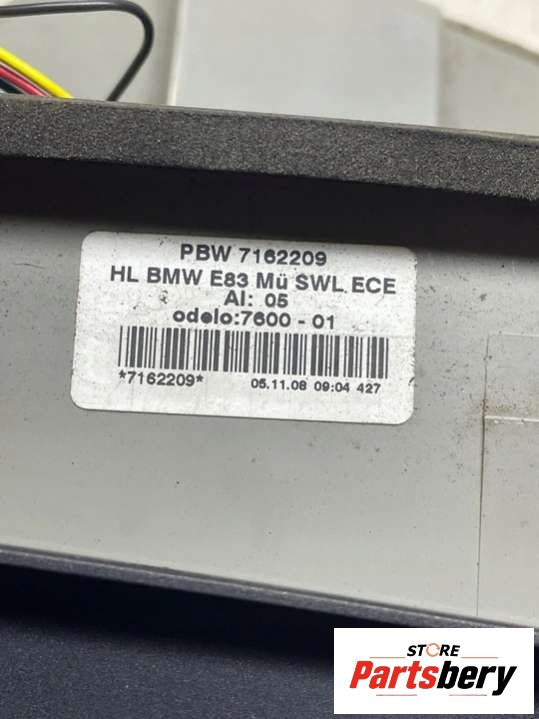 PBW 7162209
HL BMW E83 Mü SWL ECE
AI: 05
odelo:7600 - 01
*7162209* 05.11.08 09:04 427
STORE
Partsbery